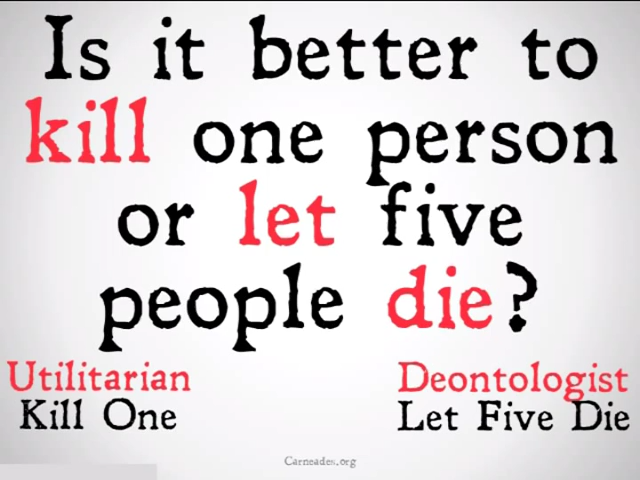 Is it better to
kill one person
or let five
people die?
Utilitarian
Kill One
Deontologist
Let Five Die
Carneades.org